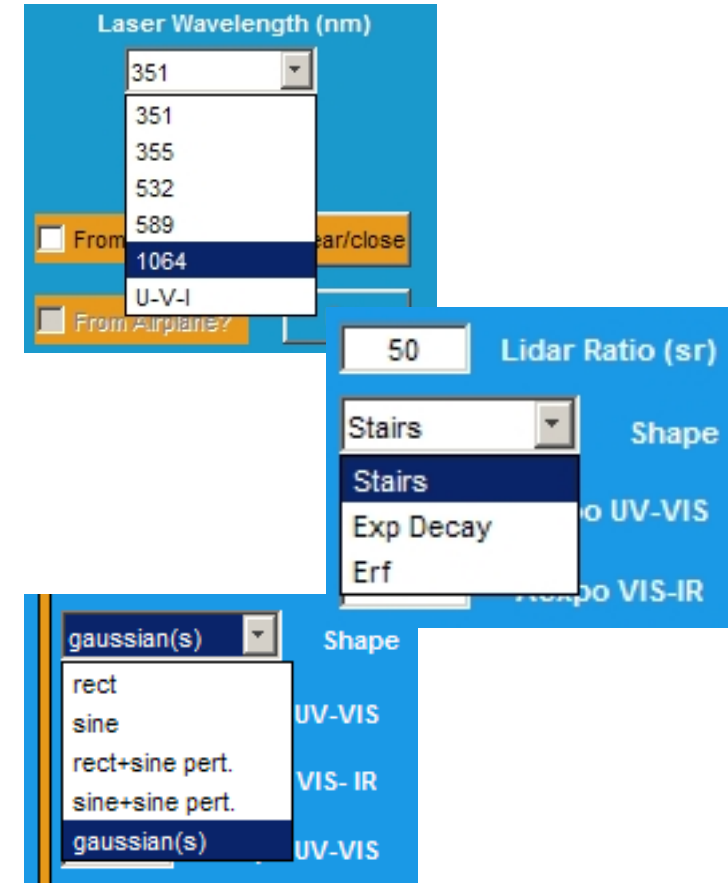 Laser Wavelength (nm)
351
351
355
532
589
From
ear/close
1064
U-V-I
From Airplane?
50 Lidar Ratio (sr)
Stairs Shape
Stairs
Exp Decay
o UV-VIS
Erf
po VIS-IR
gaussian(s) Shape
rect
sine UV-VIS
rect+sine pert.
VIS- IR
sine+sine pert.
gaussian(s) UV-VIS